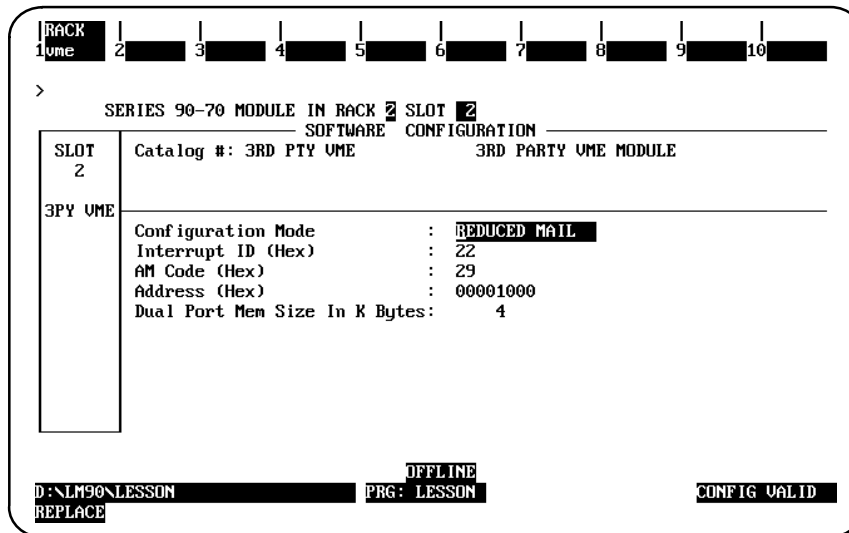 RACK
1 vme 2 3 4 5 6 7 8 9 10
>
SERIES 90-70 MODULE IN RACK 2 SLOT 2
SOFTWARE CONFIGURATION
SLOT Catalog #: 3RD PTY VME 3RD PARTY VME MODULE
2
3PY VME
Configuration Mode : REDUCED MAIL
Interrupt ID (Hex) : 22
AM Code (Hex) : 29
Address (Hex) : 00001000
Dual Port Mem Size In K Bytes: 4
OFFLINE
D:\LM90\LESSON PRG: LESSON CONFIG VALID
REPLACE